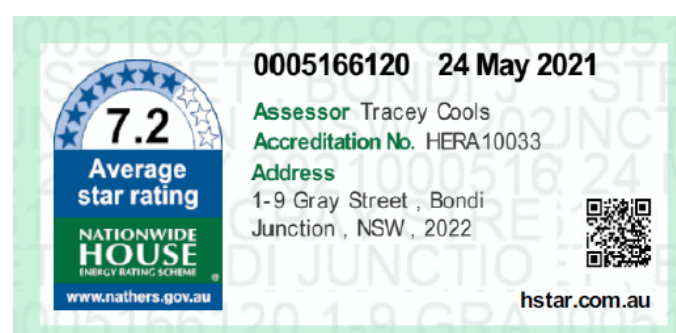 7.2
Average
star rating
NATIONWIDE
HOUSE
ENERGY RATING SCHEME ®
www.nathers.gov.au
0005166120 24 May 2021
Assessor Tracey Cools
Accreditation No. HERA10033
Address
1-9 Gray Street , Bondi
Junction , NSW , 2022
hstar.com.au